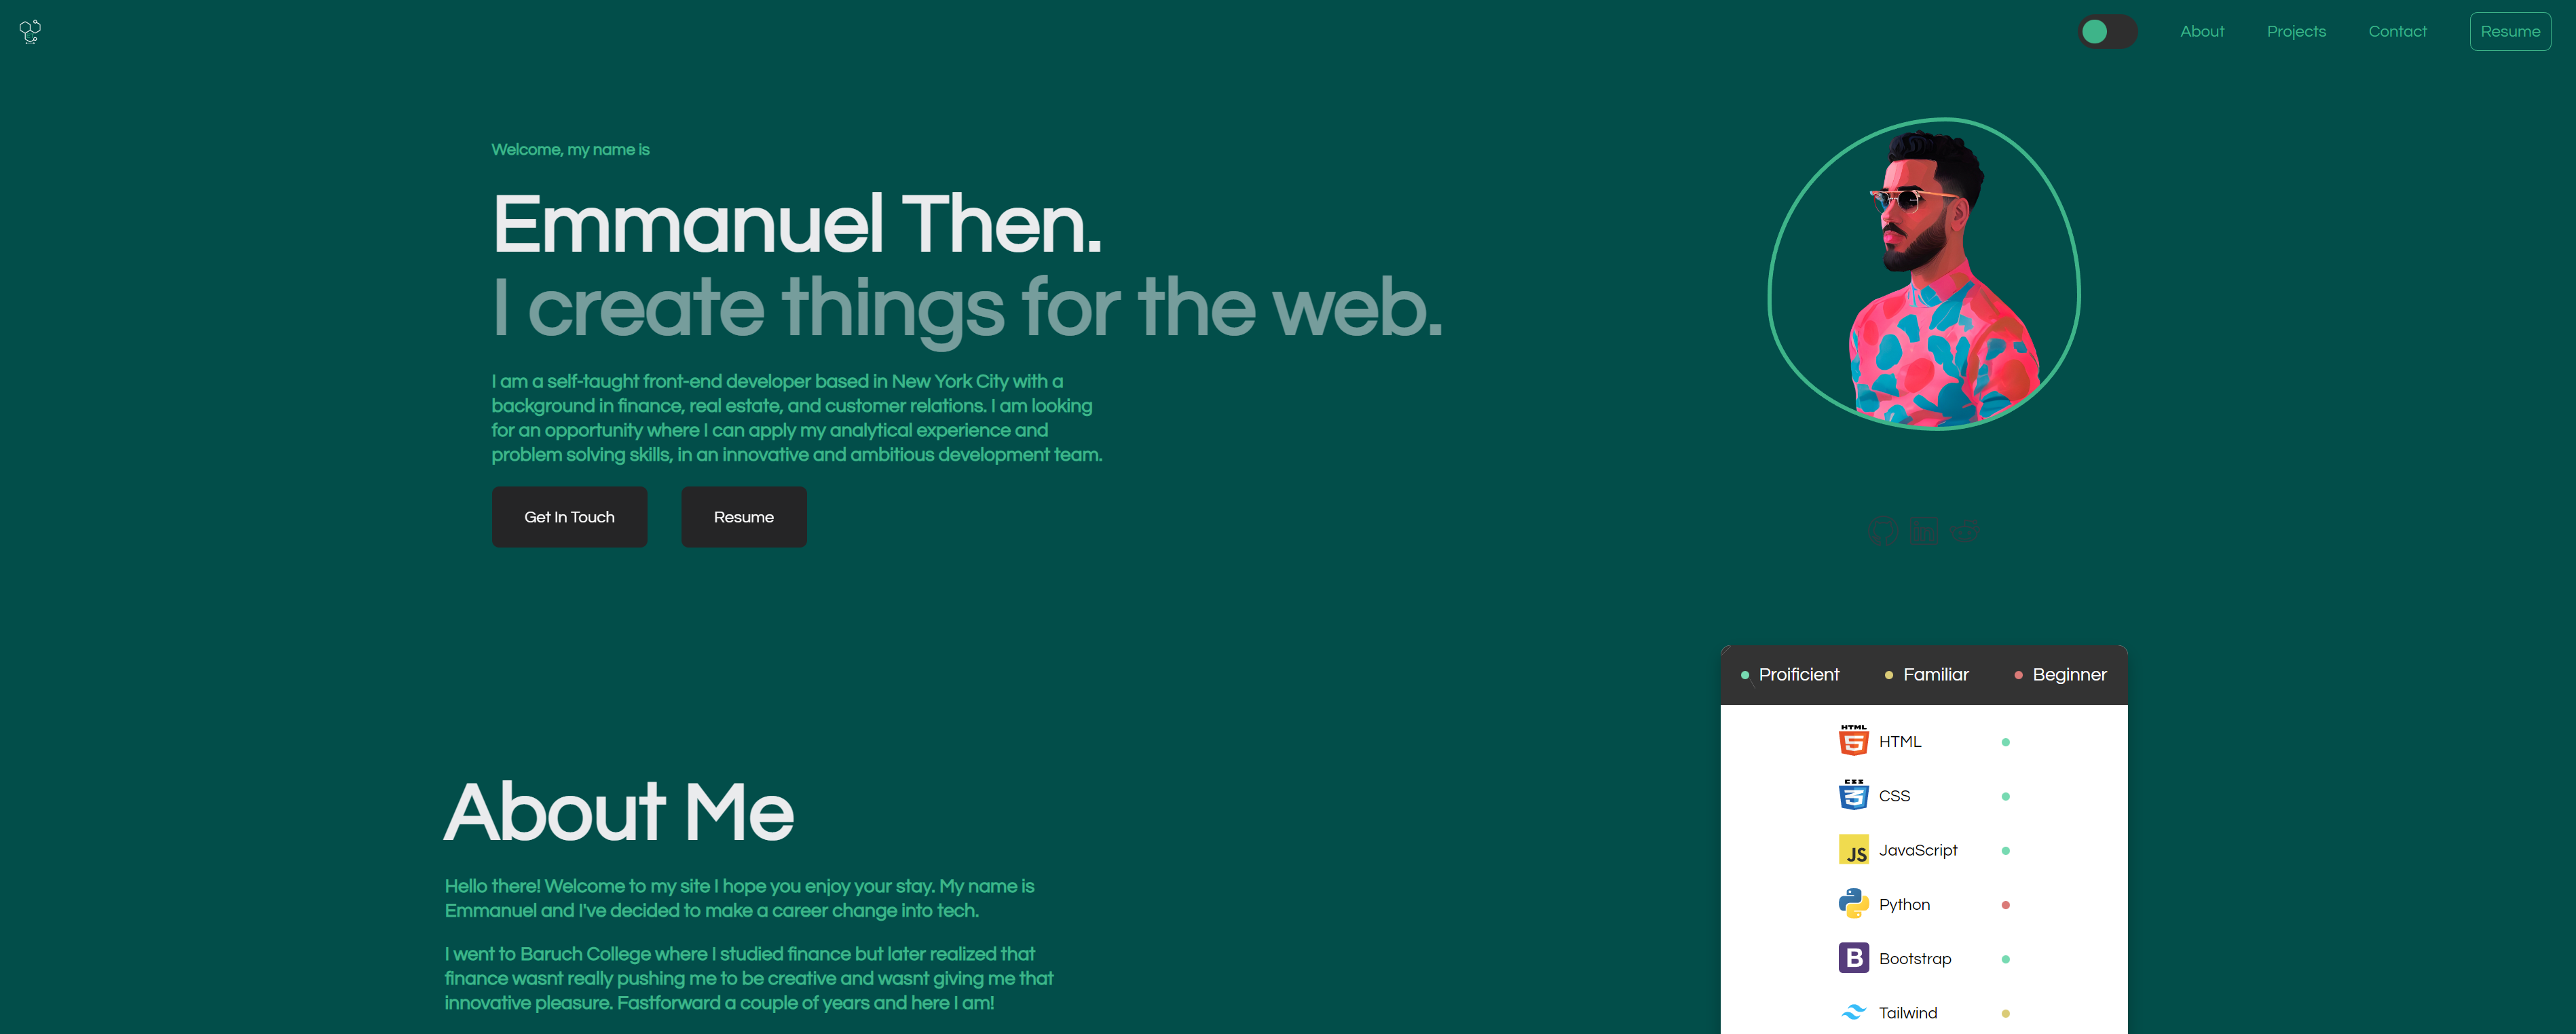 About
Projects
Contact
Resume
Welcome, my name is
Emmanuel Then.
I create things for the web.
I am a self-taught front-end developer based in New York City with a
background in finance, real estate, and customer relations. I am looking
for an opportunity where I can apply my analytical experience and
problem solving skills, in an innovative and ambitious development team.
Get In Touch
Resume
About Me
Hello there! Welcome to my site I hope you enjoy your stay. My name is
Emmanuel and I've decided to make a career change into tech.
I went to Baruch College where I studied finance but later realized that
finance wasnt really pushing me to be creative and wasnt giving me that
innovative pleasure. Fastforward a couple of years and here I am!
Proificient
Familiar
Beginner
HTML
5
HTML
CSS
3
CSS
JS
JavaScript
Python
B
Bootstrap
Tailwind